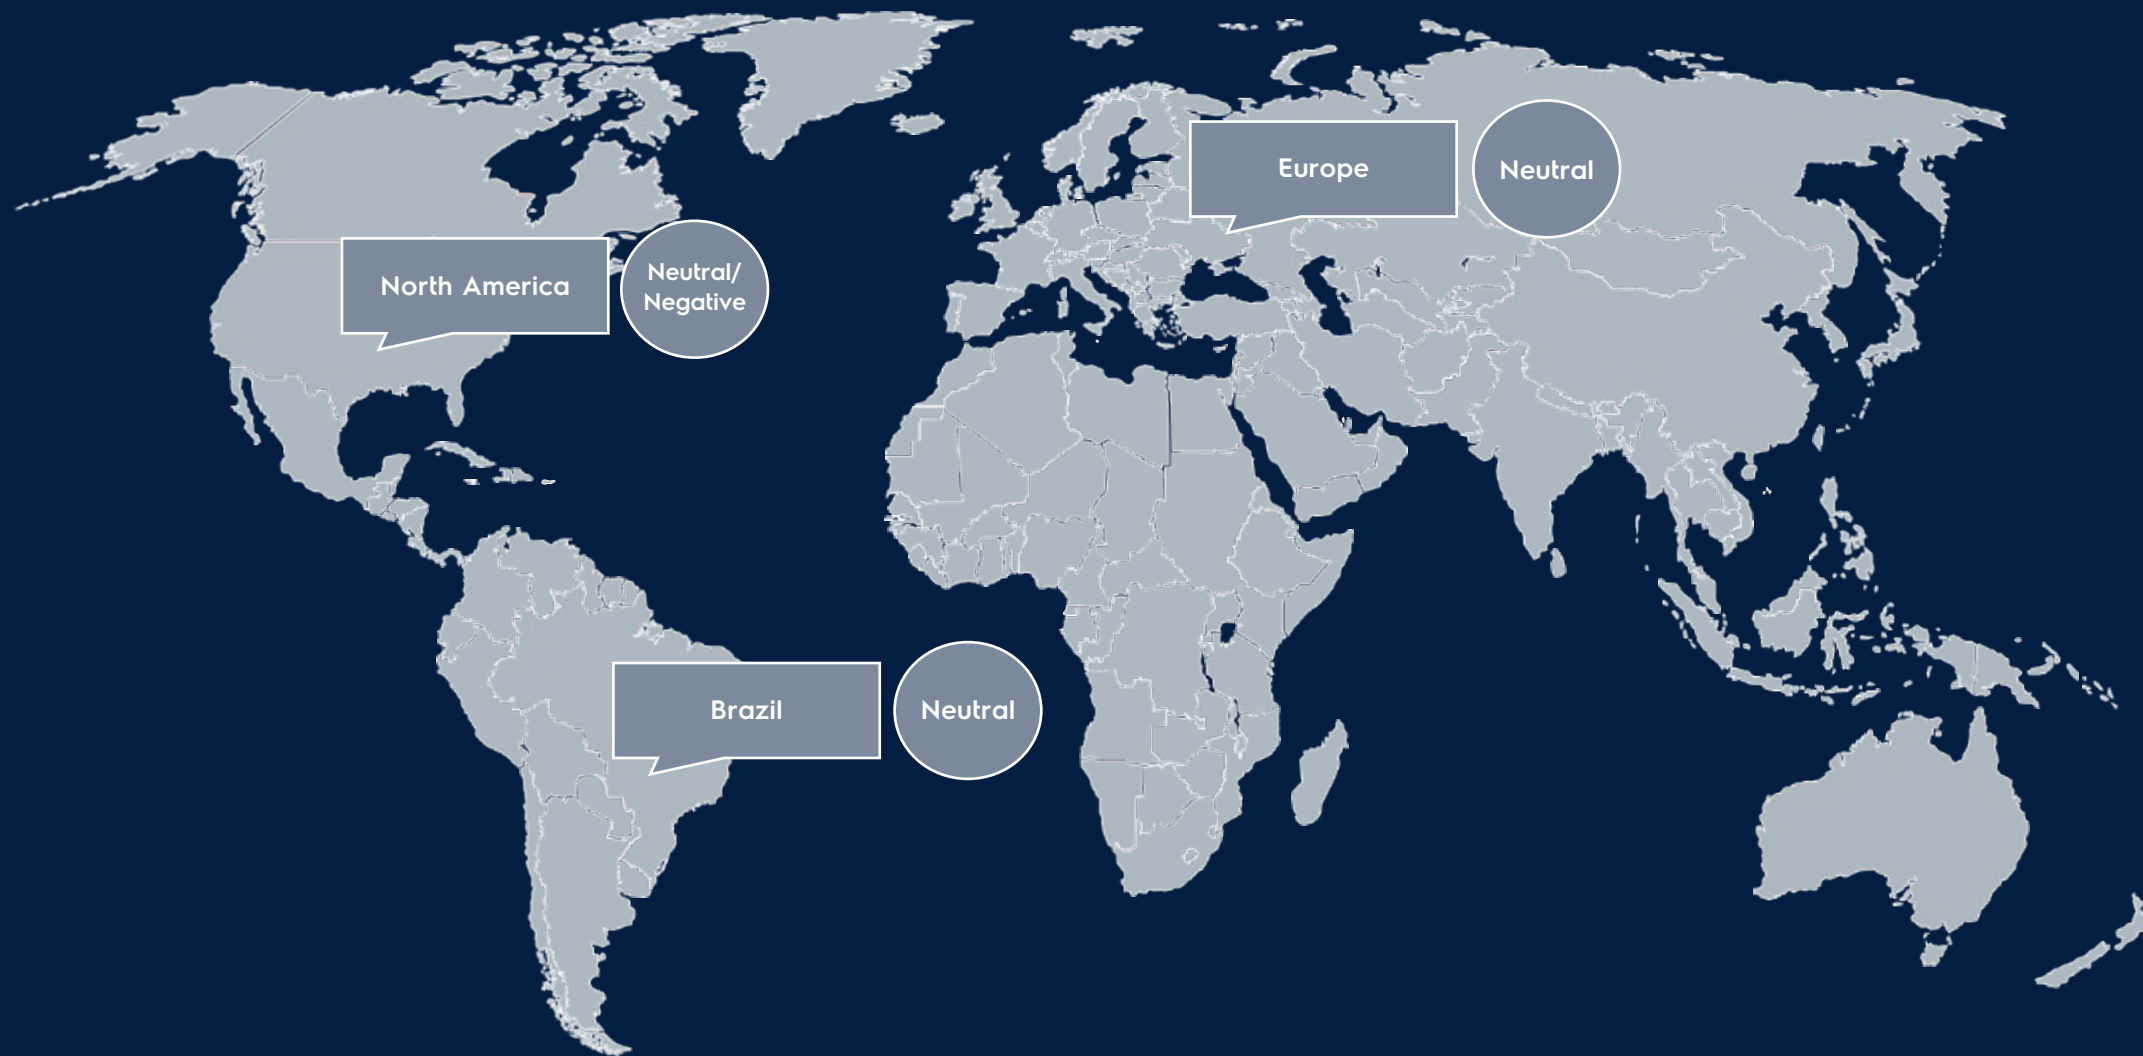 Europe
Neutral
North America
Neutral/
Negative
Brazil
Neutral